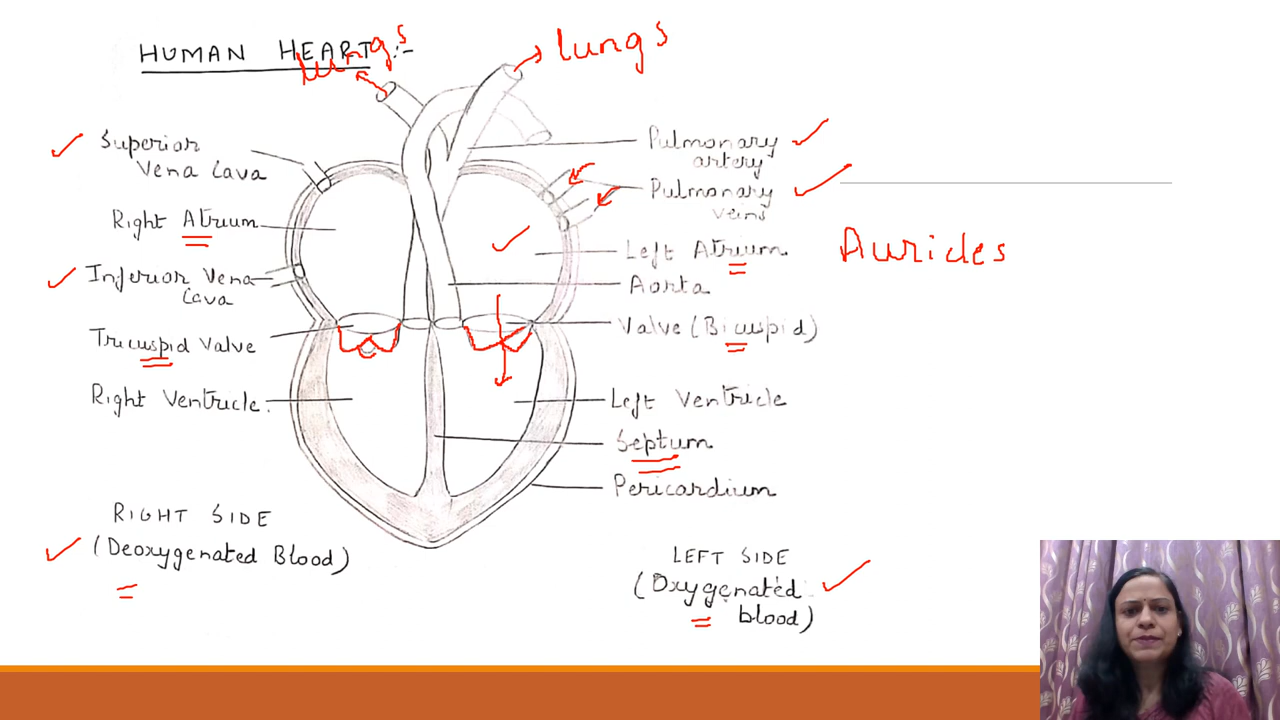 HUMAN HEART :-
lungs
lungs
Superior
Vena Cava
Right Atrium
Inferior Vena
Cava
Tricuspid Valve
Right Ventricle.
Pulmonary
artery
Pulmonary
veins
Left Atrium
Aorta
Valve (Bicuspid)
Left Ventricle
Septum
Pericardium
Auricles
RIGHT SIDE
(Deoxygenated Blood)
LEFT SIDE
(Oxygenated
blood)